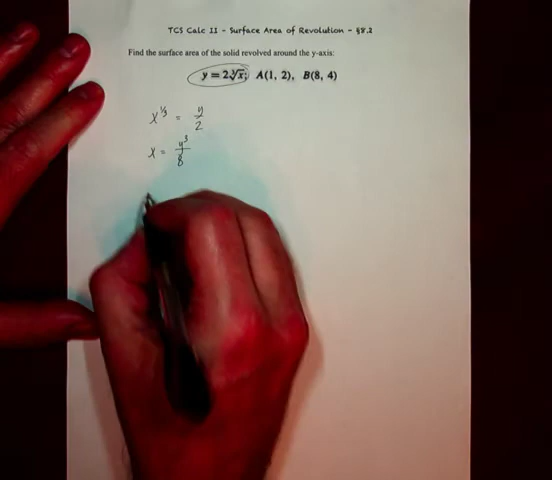 TCS Calc II - Surface Area of Revolution - §8.2
Find the surface area of the solid revolved around the y-axis:
y = 2∛x; A(1, 2), B(8, 4)
x^(1/3) = y/2
x = y³/8